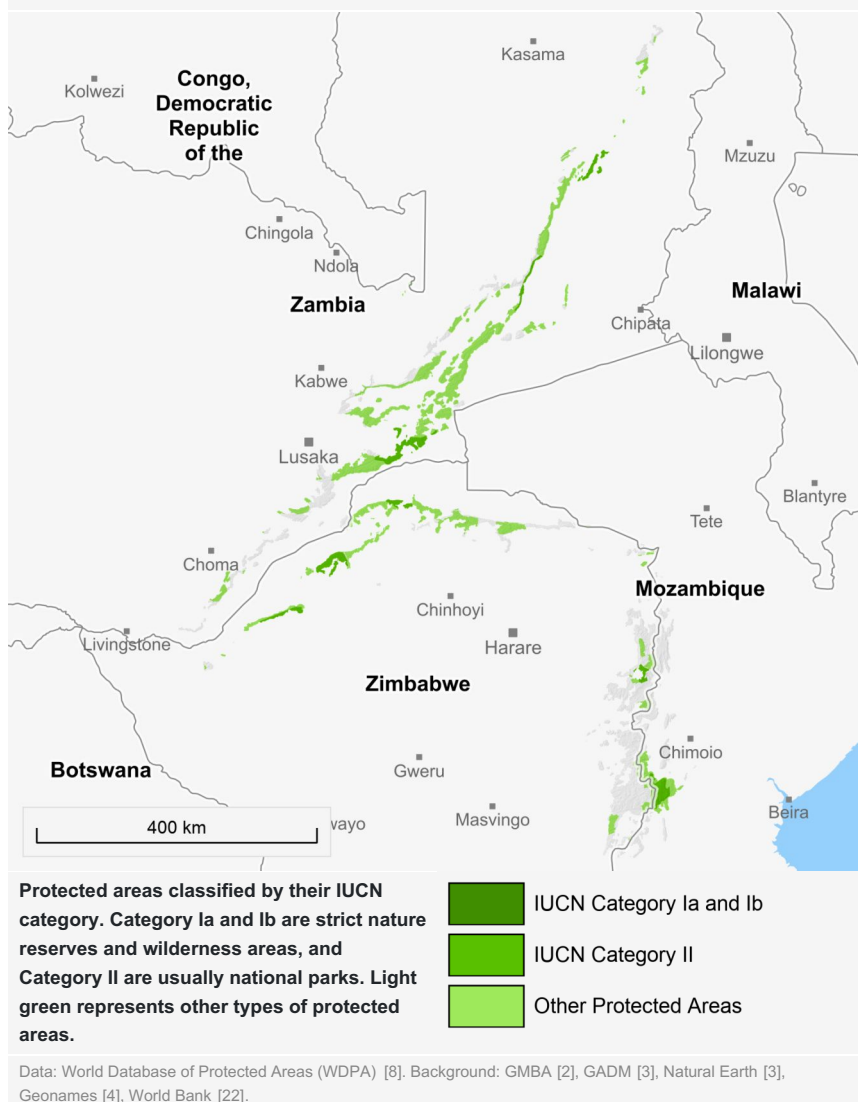 Kasama
Kolwezi
Congo,
Democratic
Republic
of the
Mzuzu
Chingola
Ndola
Zambia
Malawi
Chipata
Lilongwe
Kabwe
Lusaka
Blantyre
Tete
Choma
Mozambique
Chinhoyi
Livingstone
Harare
Zimbabwe
Chimoio
Botswana
Gweru
Beira
Masvingo
wayo
400 km
Protected areas classified by their IUCN
category. Category Ia and Ib are strict nature
reserves and wilderness areas, and
Category II are usually national parks. Light
green represents other types of protected
areas.
IUCN Category Ia and Ib
IUCN Category II
Other Protected Areas
Data: World Database of Protected Areas (WDPA) [8]. Background: GMBA [2], GADM [3], Natural Earth [3],
Geonames [4], World Bank [22].